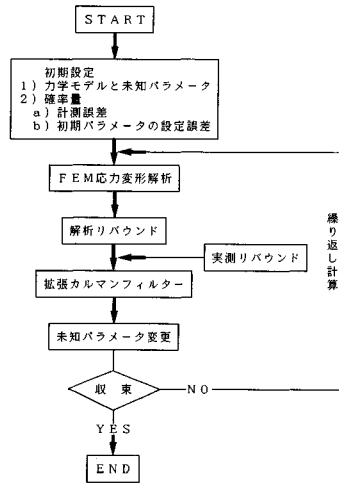 START
初期設定
1) 力学モデルと未知パラメータ
2) 確率量
a) 計測誤差
b) 初期パラメータの設定誤差
FEM応力変形解析
解析リバウンド
実測リバウンド
繰り返し計算
拡張カルマンフィルター
未知パラメータ変更
収束
NO
YES
END